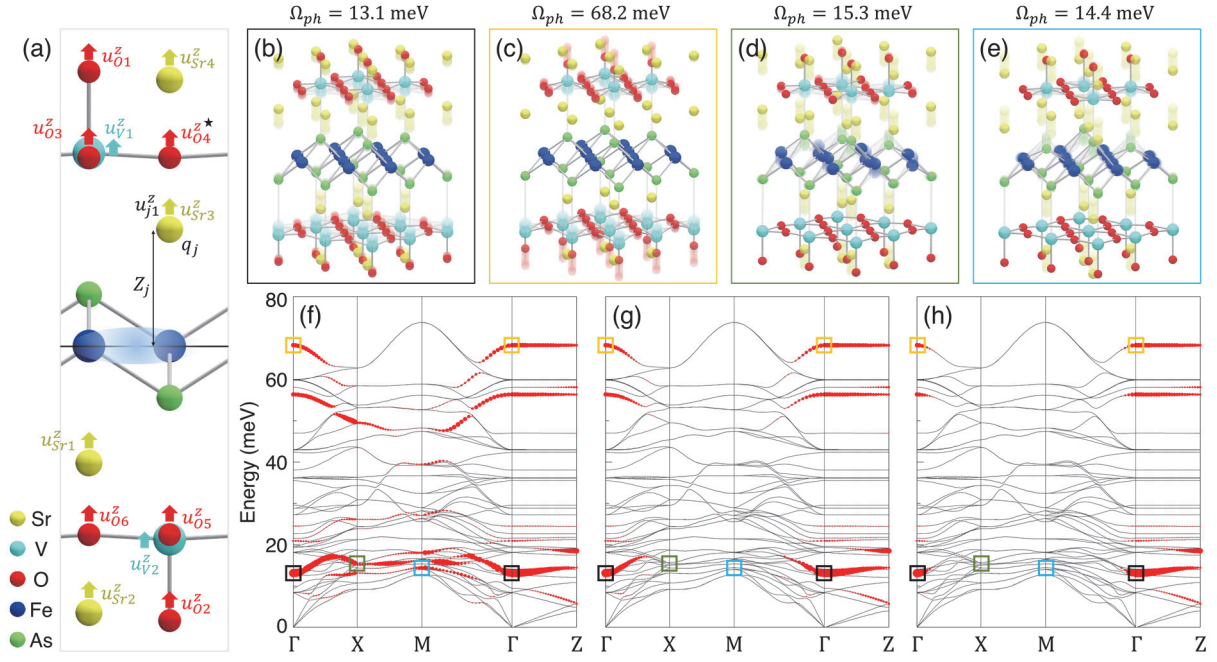 Ω_ph = 13.1 meV
Ω_ph = 68.2 meV
Ω_ph = 15.3 meV
Ω_ph = 14.4 meV
(a)
(b)
(c)
(d)
(e)
u^z_O1
u^z_Sr4
u^z_O3
u^z_V1
u^z_O4 ★
u^z_j1
u^z_Sr3
q_j
Z_j
u^z_Sr1
u^z_O6
u^z_O5
u^z_V2
u^z_Sr2
u^z_O2
Sr
V
O
Fe
As
(f)
(g)
(h)
Energy (meV)
80
60
40
20
0
Γ X M Γ Z
Γ X M Γ Z
Γ X M Γ Z